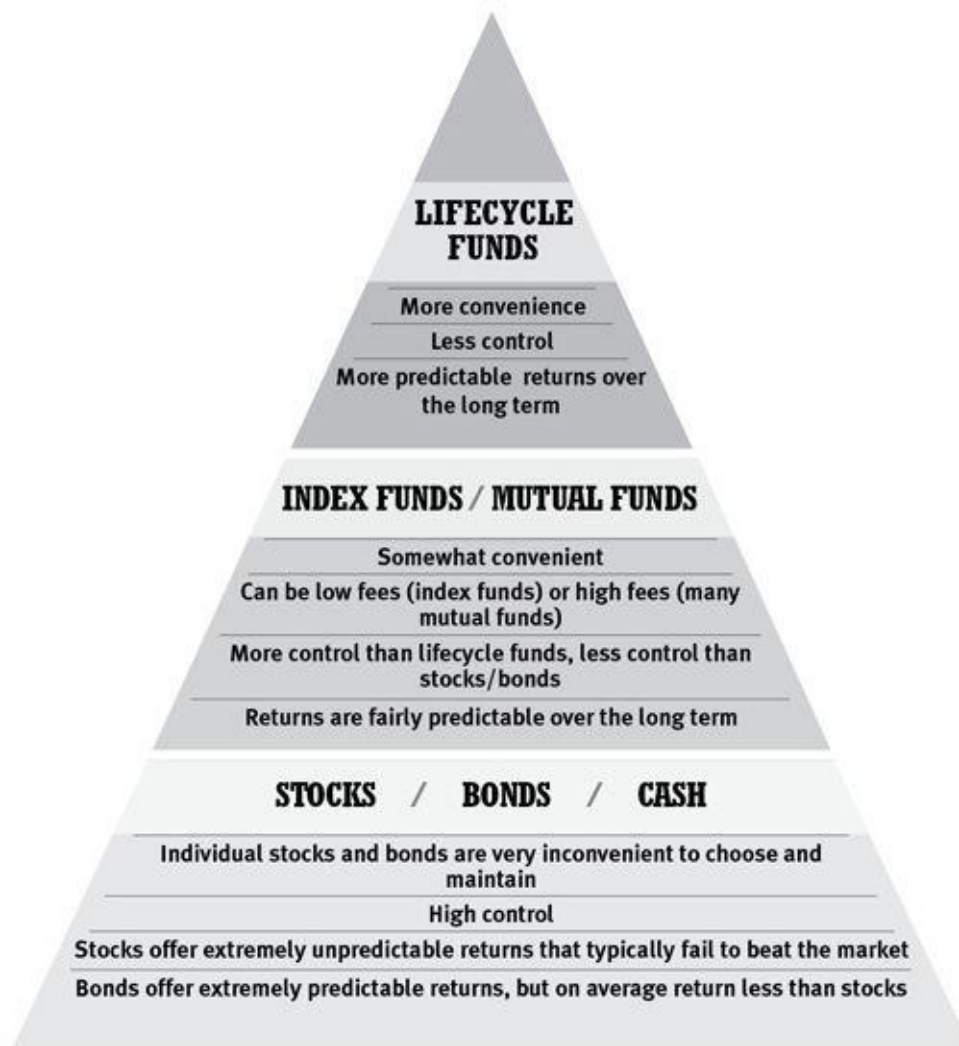 LIFECYCLE
FUNDS
More convenience
Less control
More predictable returns over
the long term
INDEX FUNDS / MUTUAL FUNDS
Somewhat convenient
Can be low fees (index funds) or high fees (many
mutual funds)
More control than lifecycle funds, less control than
stocks/bonds
Returns are fairly predictable over the long term
STOCKS / BONDS / CASH
Individual stocks and bonds are very inconvenient to choose and
maintain
High control
Stocks offer extremely unpredictable returns that typically fail to beat the market
Bonds offer extremely predictable returns, but on average return less than stocks